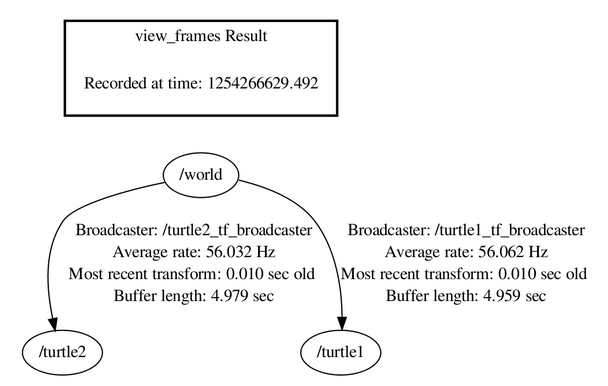 view_frames Result
Recorded at time: 1254266629.492
/world
Broadcaster: /turtle2_tf_broadcaster
Average rate: 56.032 Hz
Most recent transform: 0.010 sec old
Buffer length: 4.979 sec
Broadcaster: /turtle1_tf_broadcaster
Average rate: 56.062 Hz
Most recent transform: 0.010 sec old
Buffer length: 4.959 sec
/turtle2
/turtle1